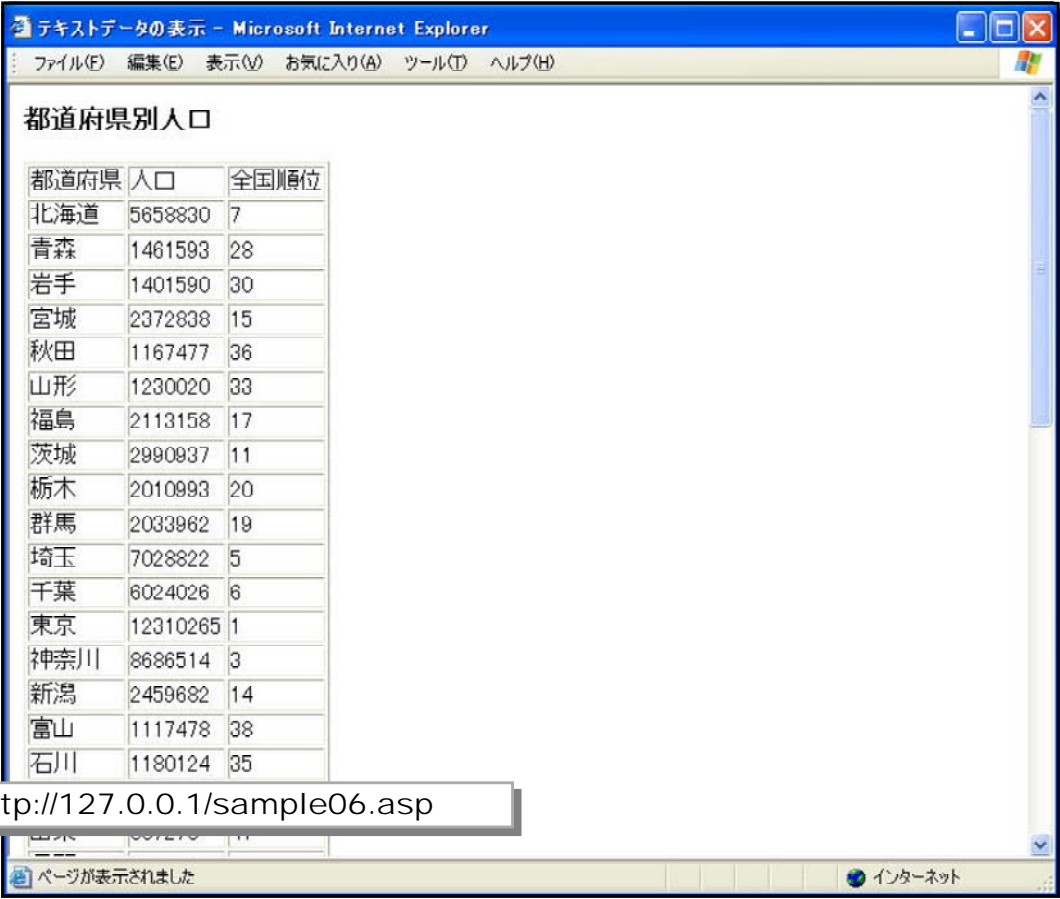 テキストデータの表示 - Microsoft Internet Explorer
ファイル(F) 編集(E) 表示(V) お気に入り(A) ツール(T) ヘルプ(H)
都道府県別人口
都道府県 人口 全国順位
北海道 5658830 7
青森 1461593 28
岩手 1401590 30
宮城 2372838 15
秋田 1167477 36
山形 1230020 33
福島 2113158 17
茨城 2990937 11
栃木 2010993 20
群馬 2033962 19
埼玉 7028822 5
千葉 6024026 6
東京 12310265 1
神奈川 8686514 3
新潟 2459682 14
富山 1117478 38
石川 1180124 35
tp://127.0.0.1/sample06.asp
ページが表示されました インターネット